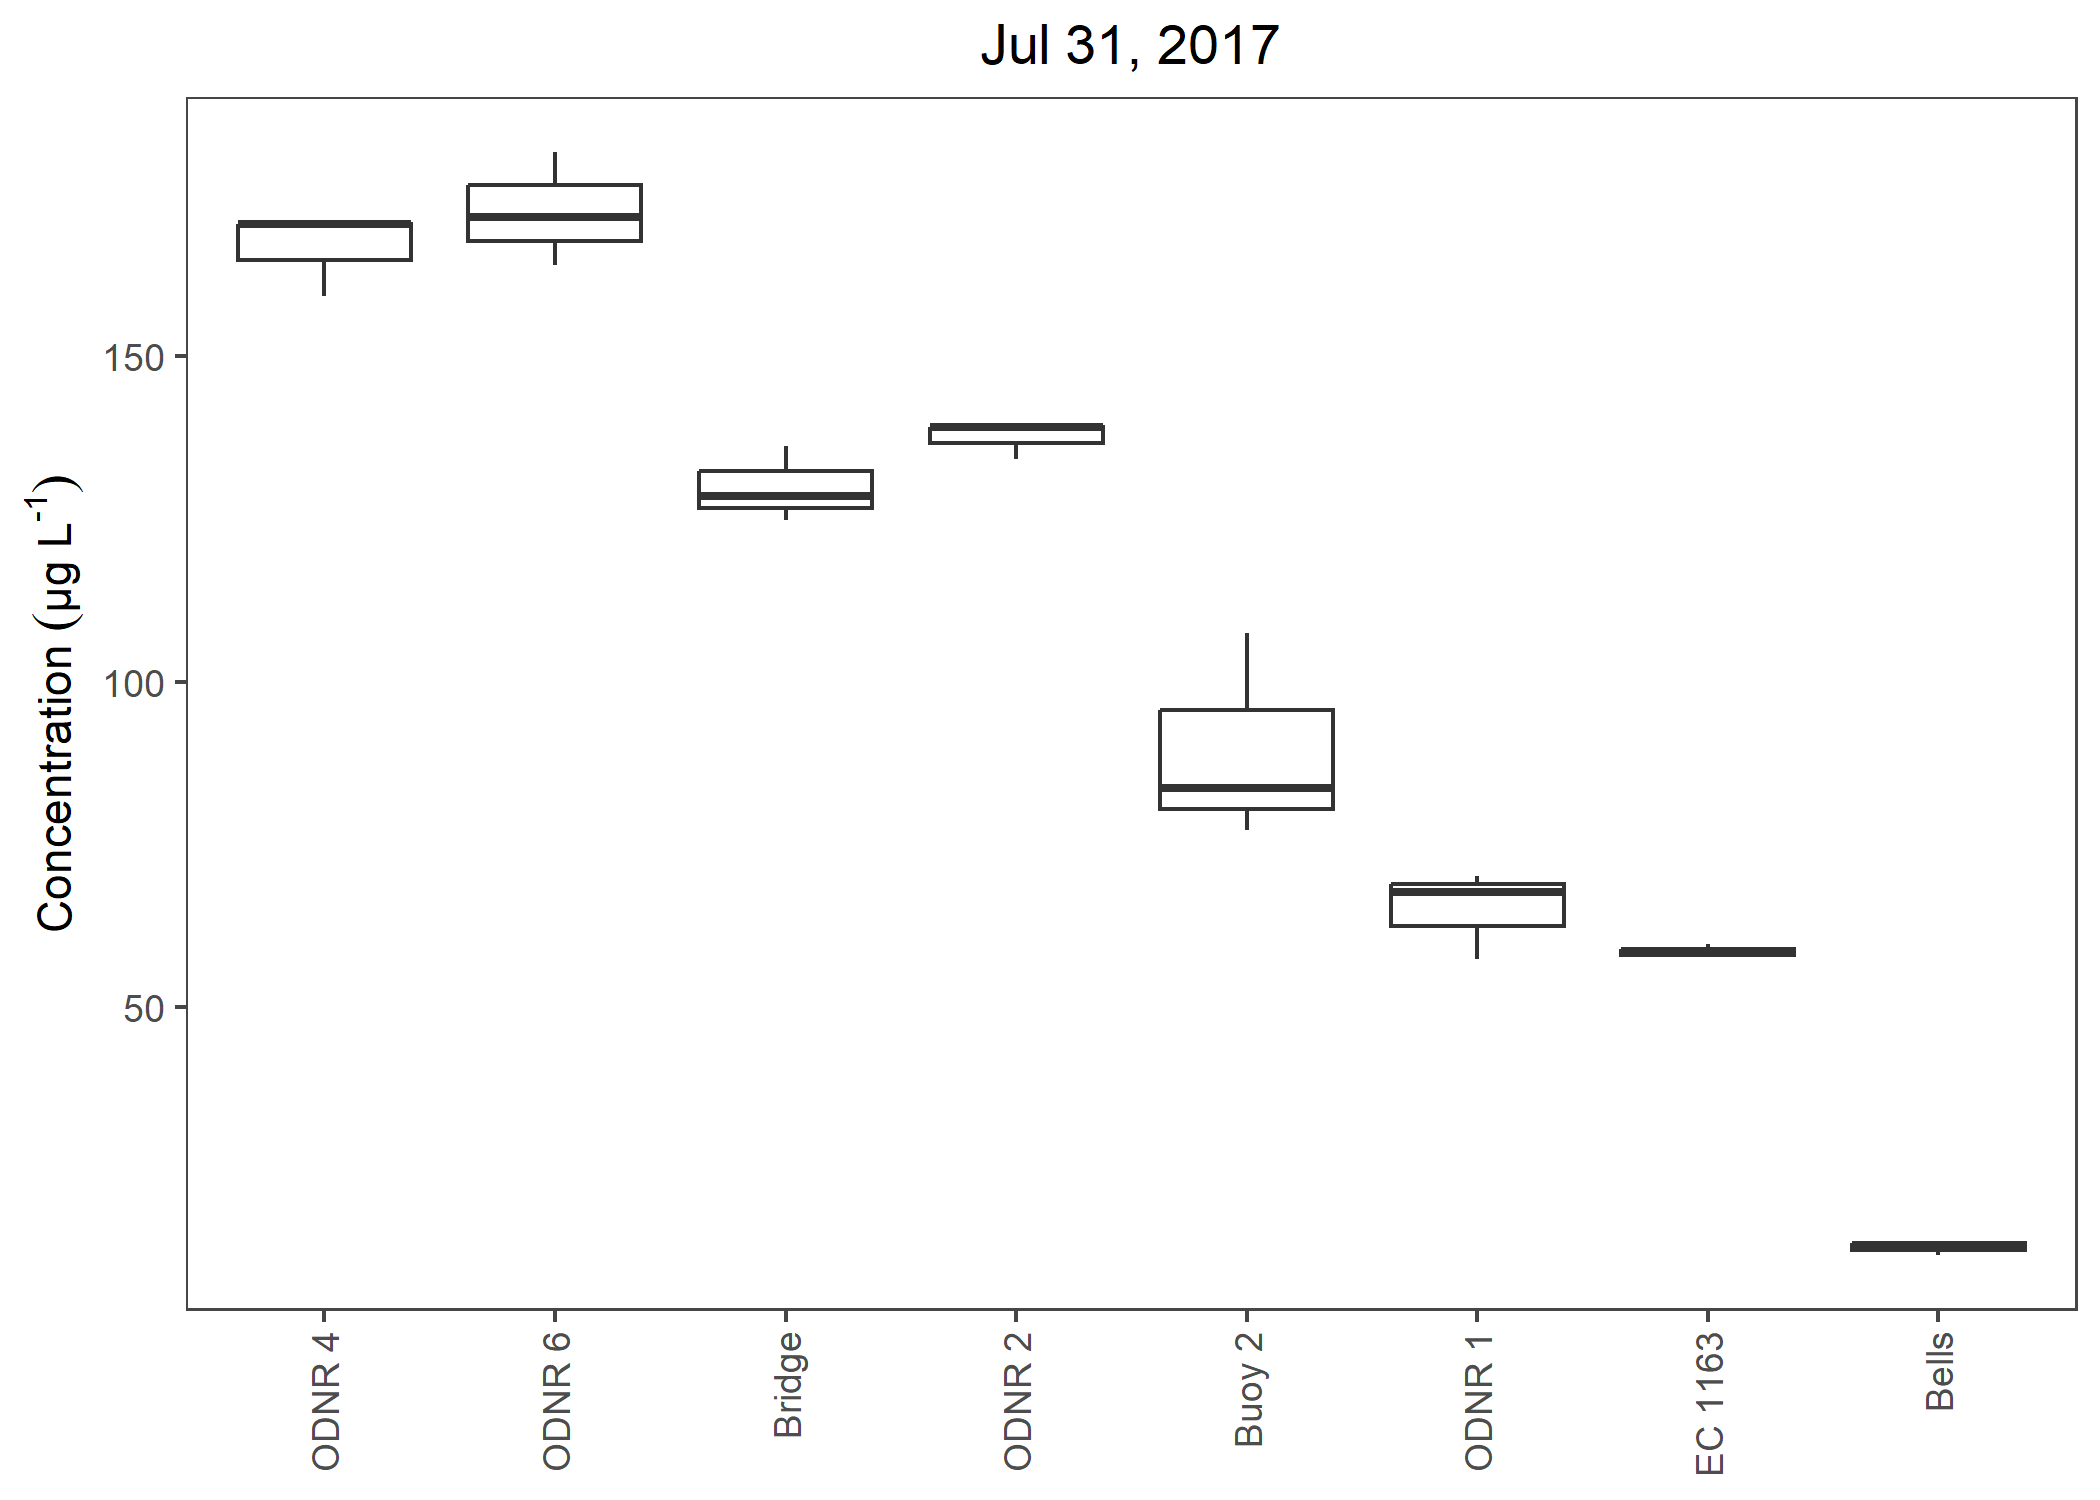 Jul 31, 2017
Concentration (µg L⁻¹)
150
100
50
ODNR 4
ODNR 6
Bridge
ODNR 2
Buoy 2
ODNR 1
EC 1163
Bells